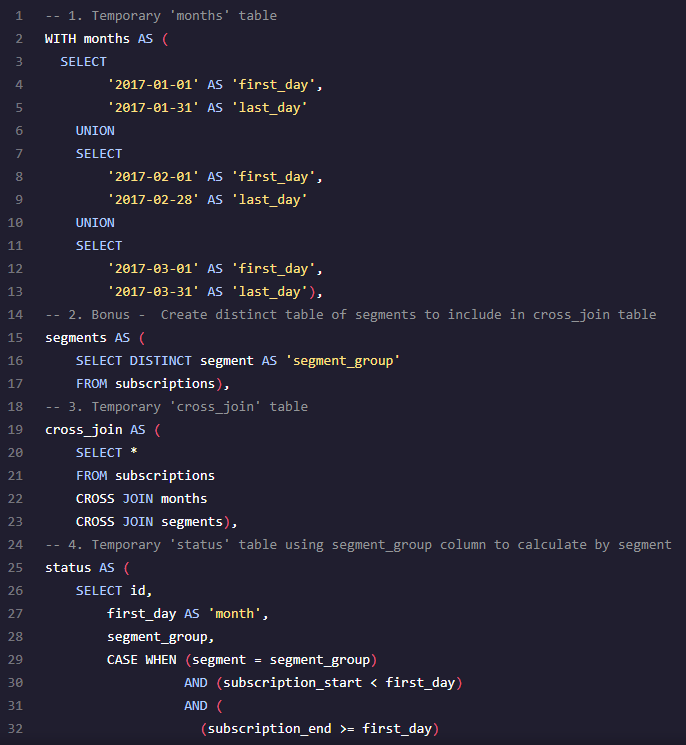 1 -- 1. Temporary 'months' table
2 WITH months AS (
3 SELECT
4 '2017-01-01' AS 'first_day',
5 '2017-01-31' AS 'last_day'
6 UNION
7 SELECT
8 '2017-02-01' AS 'first_day',
9 '2017-02-28' AS 'last_day'
10 UNION
11 SELECT
12 '2017-03-01' AS 'first_day',
13 '2017-03-31' AS 'last_day'),
14 -- 2. Bonus -  Create distinct table of segments to include in cross_join table
15 segments AS (
16 SELECT DISTINCT segment AS 'segment_group'
17 FROM subscriptions),
18 -- 3. Temporary 'cross_join' table
19 cross_join AS (
20 SELECT *
21 FROM subscriptions
22 CROSS JOIN months
23 CROSS JOIN segments),
24 -- 4. Temporary 'status' table using segment_group column to calculate by segment
25 status AS (
26 SELECT id,
27 first_day AS 'month',
28 segment_group,
29 CASE WHEN (segment = segment_group)
30 AND (subscription_start < first_day)
31 AND (
32 (subscription_end >= first_day)